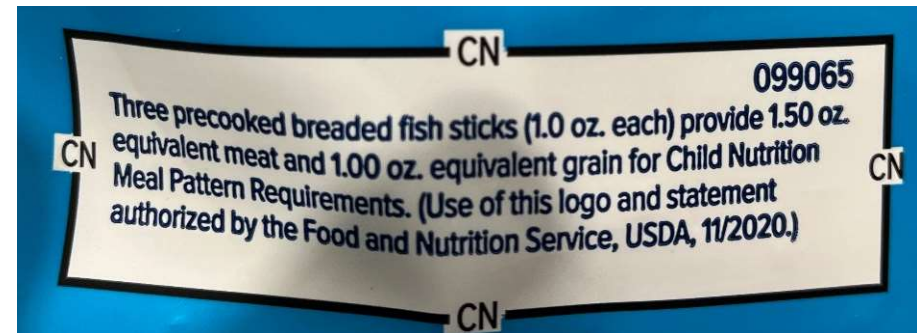 CN
099065
Three precooked breaded fish sticks (1.0 oz. each) provide 1.50 oz.
equivalent meat and 1.00 oz. equivalent grain for Child Nutrition
CN CN
Meal Pattern Requirements. (Use of this logo and statement
authorized by the Food and Nutrition Service, USDA, 11/2020.)
CN